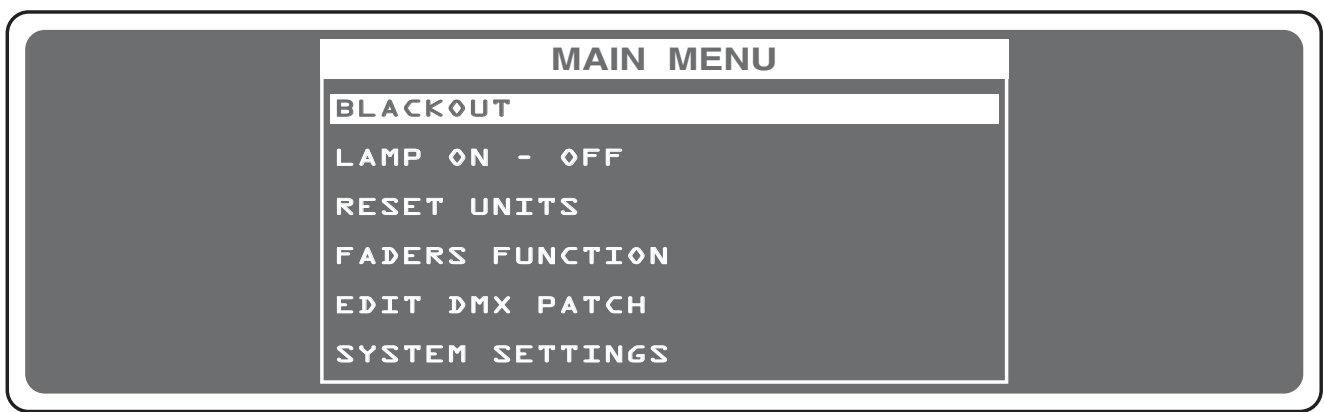 MAIN MENU
BLACKOUT
LAMP ON - OFF
RESET UNITS
FADERS FUNCTION
EDIT DMX PATCH
SYSTEM SETTINGS